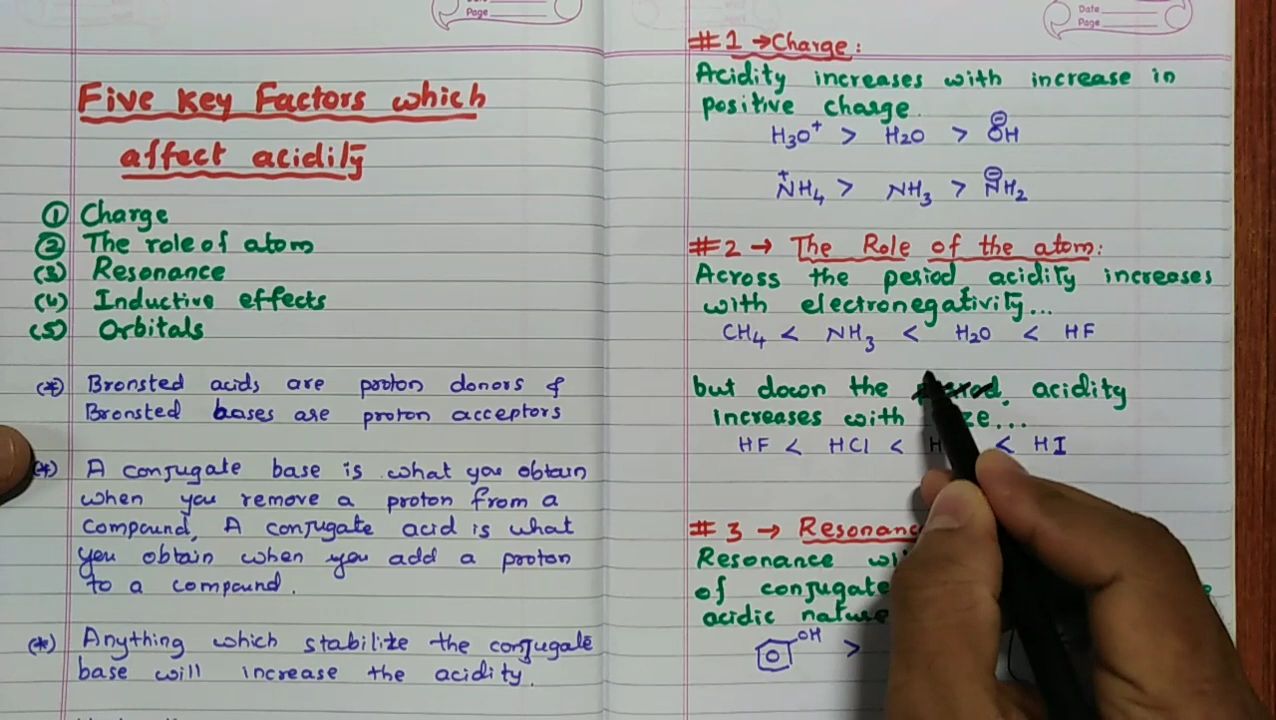 Page
Five Key Factors which
affect acidity
① Charge
② The role of atom
(3) Resonance
(4) Inductive effects
(5) Orbitals
(*) Bronsted acids are proton donors &
Bronsted bases are proton acceptors
(*) A conjugate base is what you obtain
when you remove a proton from a
compound, A conjugate acid is what
you obtain when you add a proton
to a compound.
(*) Anything which stabilize the conjugate
base will increase the acidity.
Date
Page
#1 → Charge:
Acidity increases with increase in
positive charge.
H₃O⁺ > H₂O > ⊖OH
⁺NH₄ > NH₃ > ⊖NH₂
#2 → The Role of the atom:
Across the period acidity increases
with electronegativity...
CH₄ < NH₃ < H₂O < HF
but down the acidity
increases with
HF < HCl < < HI
#3 → Resonanc
Resonance
of conjugate
acidic nature
OH >